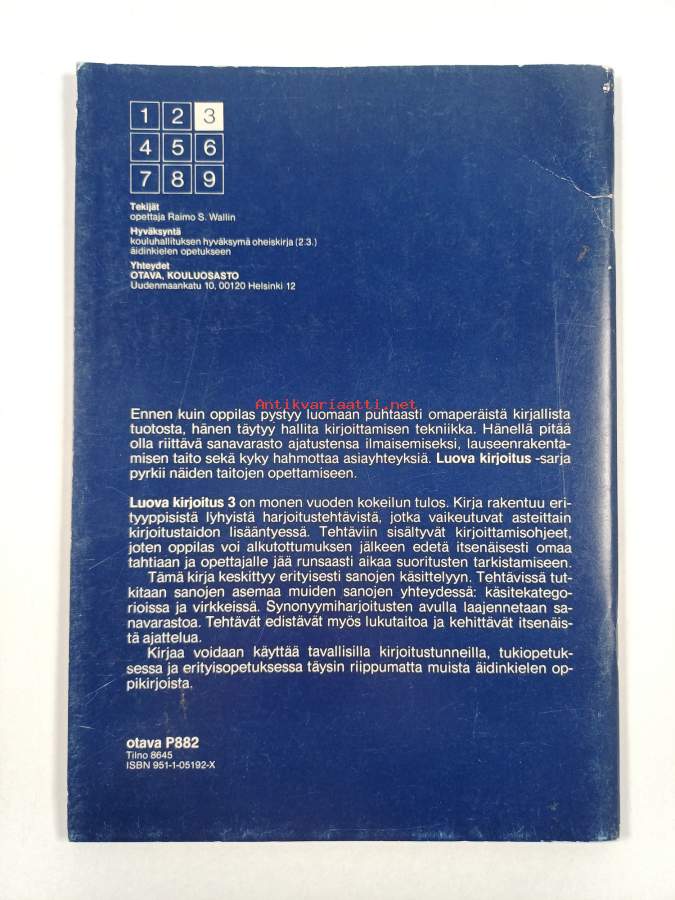 1 2 3
4 5 6
7 8 9
Tekijät
opettaja Raimo S. Wallin
Hyväksyntä
kouluhallituksen hyväksymä oheiskirja (2.3.)
äidinkielen opetukseen
Yhteydet
OTAVA, KOULUOSASTO
Uudenmaankatu 10, 00120 Helsinki 12
Antikvariaatti.net
Ennen kuin oppilas pystyy luomaan puhtaasti omaperäistä kirjallista
tuotosta, hänen täytyy hallita kirjoittamisen tekniikka. Hänellä pitää
olla riittävä sanavarasto ajatustensa ilmaisemiseksi, lauseenrakenta-
misen taito sekä kyky hahmottaa asiayhteyksiä. Luova kirjoitus -sarja
pyrkii näiden taitojen opettamiseen.
Luova kirjoitus 3 on monen vuoden kokeilun tulos. Kirja rakentuu eri-
tyyppisistä lyhyistä harjoitustehtävistä, jotka vaikeutuvat asteittain
kirjoitustaidon lisääntyessä. Tehtäviin sisältyvät kirjoittamisohjeet,
joten oppilas voi alkutottumuksen jälkeen edetä itsenäisesti omaa
tahtiaan ja opettajalle jää runsaasti aikaa suoritusten tarkistamiseen.
Tämä kirja keskittyy erityisesti sanojen käsittelyyn. Tehtävissä tut-
kitaan sanojen asemaa muiden sanojen yhteydessä: käsitekatego-
rioissa ja virkkeissä. Synonyymiharjoitusten avulla laajennetaan sa-
navarastoa. Tehtävät edistävät myös lukutaitoa ja kehittävät itsenäis-
tä ajattelua.
Kirjaa voidaan käyttää tavallisilla kirjoitustunneilla, tukiopetuk-
sessa ja erityisopetuksessa täysin riippumatta muista äidinkielen op-
pikirjoista.
otava P882
Tilno 8645
ISBN 951-1-05192-X